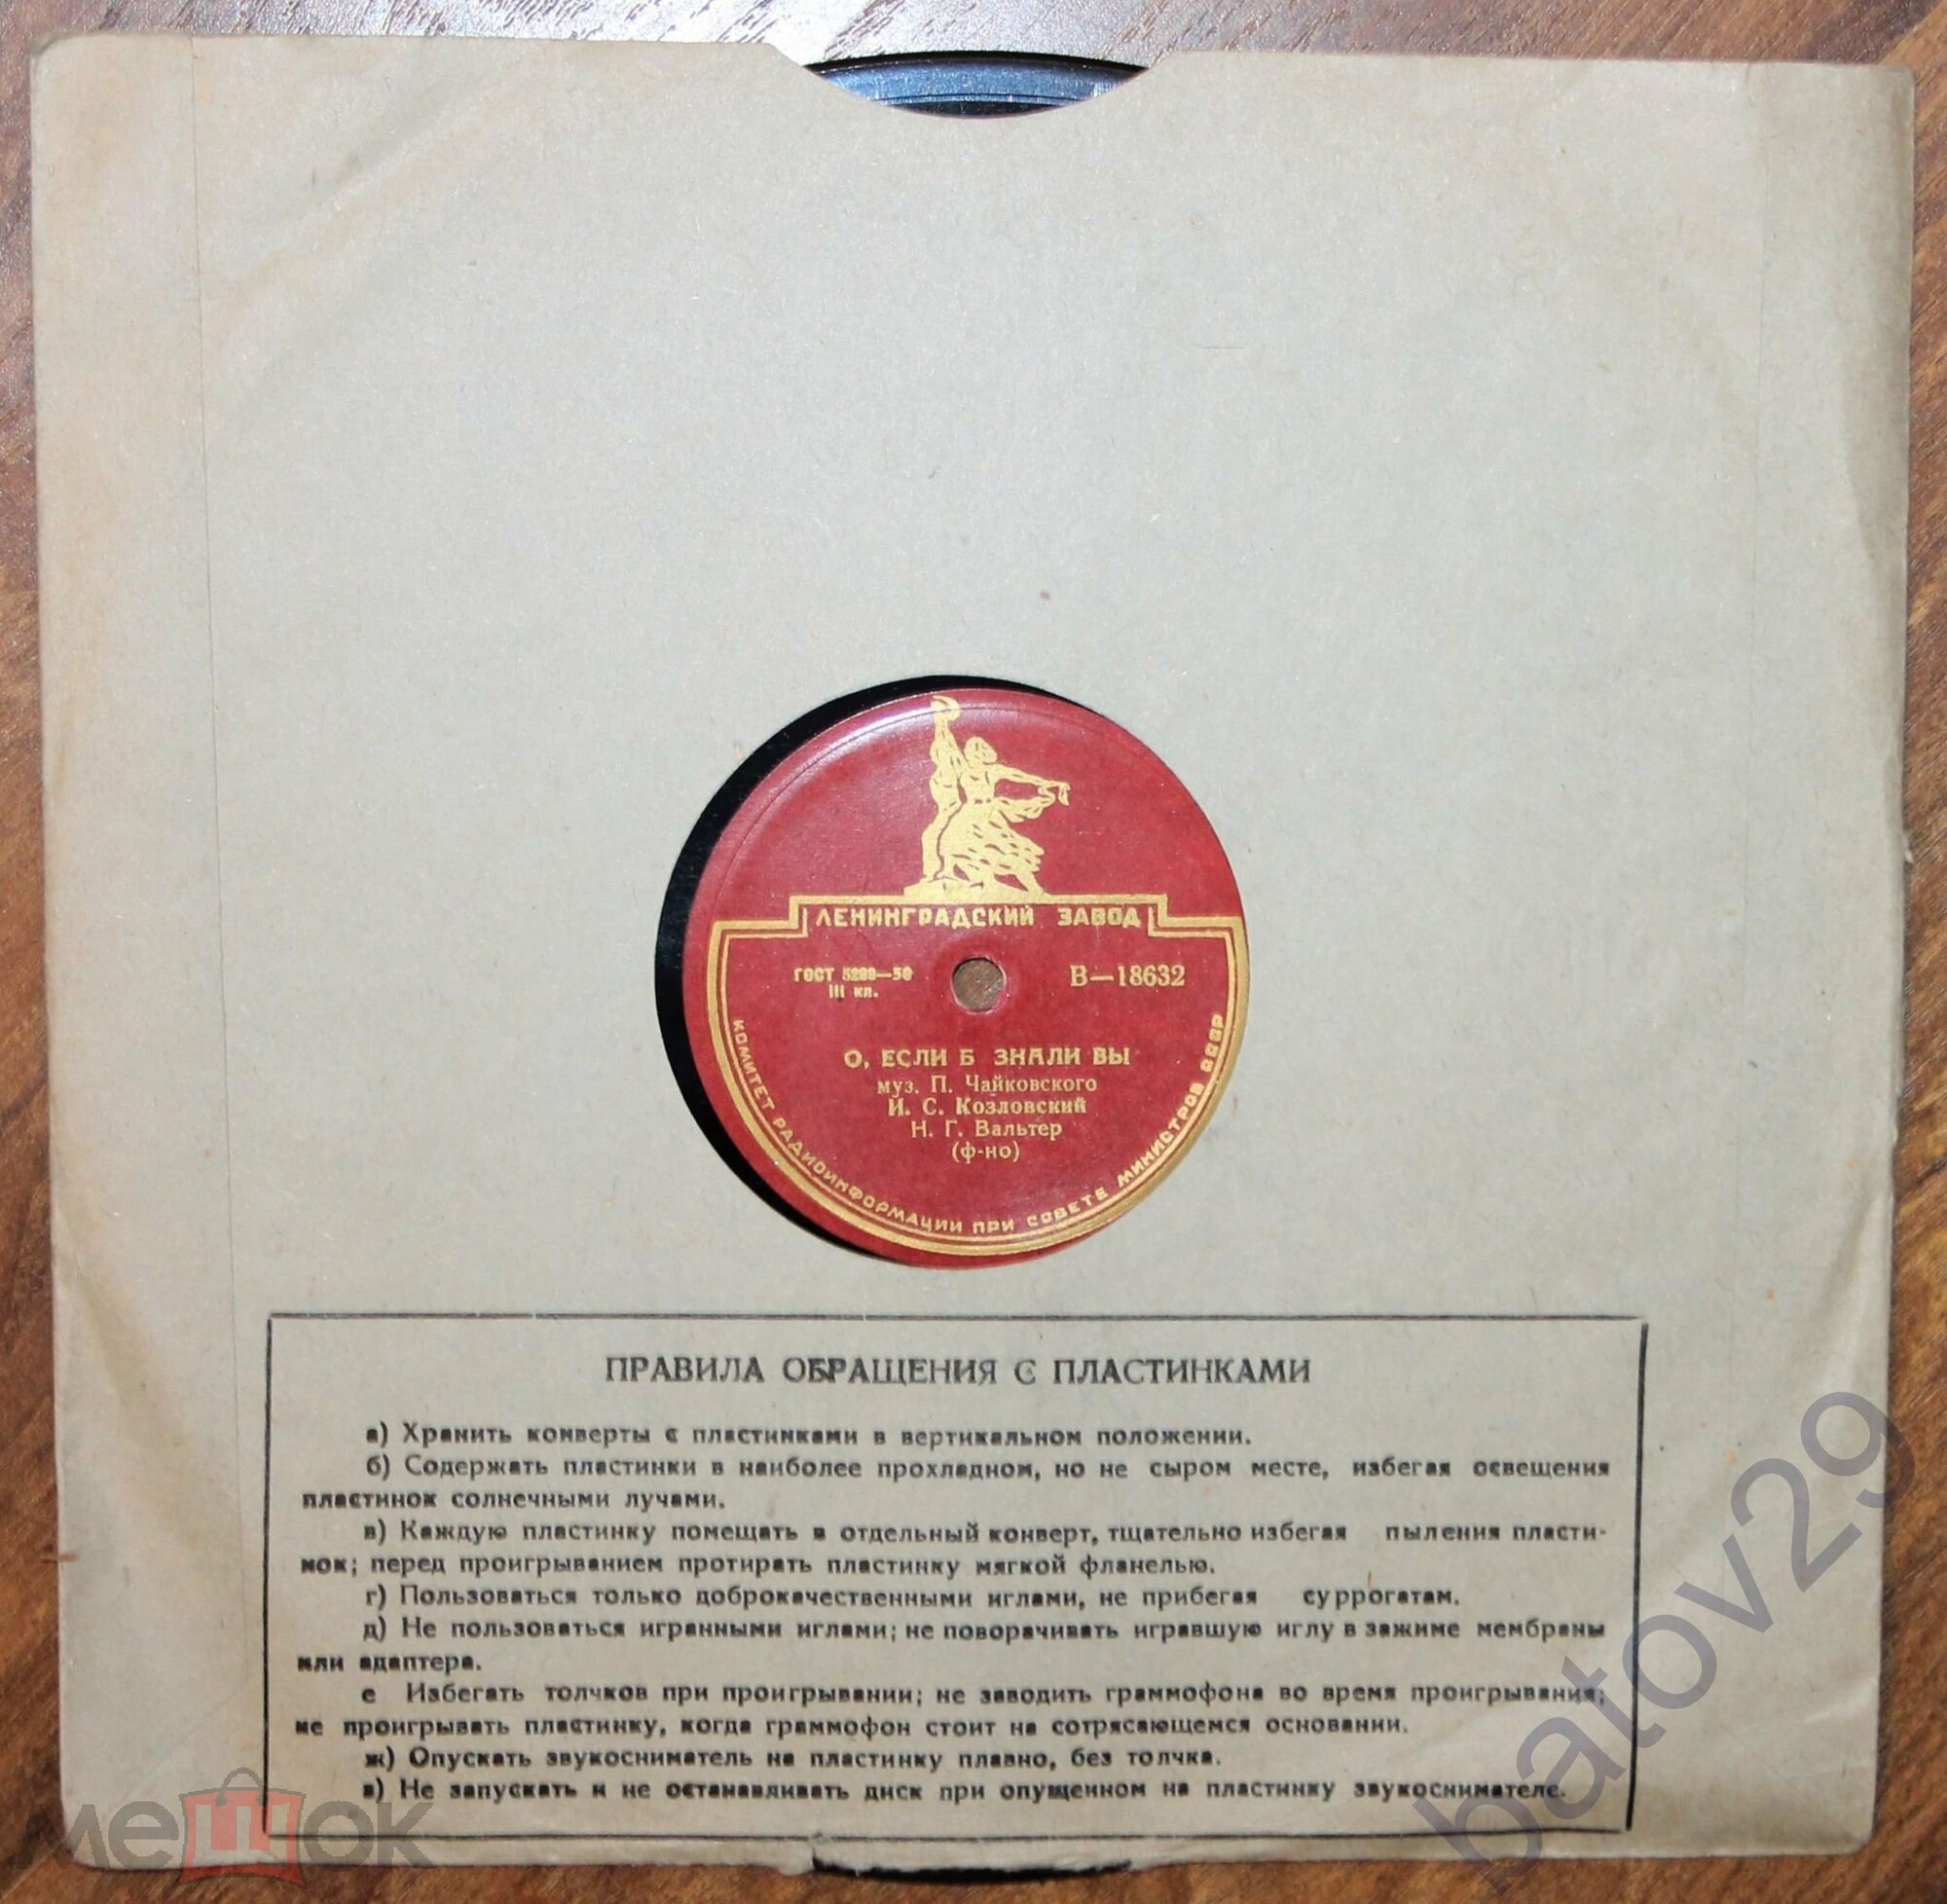 ЛЕНИНГРАДСКИЙ ЗАВОД
ГОСТ 5289—50
III кл.
В—18632
О, ЕСЛИ Б ЗНАЛИ ВЫ
муз. П. Чайковского
И. С. Козловский
Н. Г. Вальтер
(ф-но)
КОМИТЕТ РАДИОИНФОРМАЦИИ ПРИ СОВЕТЕ МИНИСТРОВ СССР
ПРАВИЛА ОБРАЩЕНИЯ С ПЛАСТИНКАМИ
а) Хранить конверты с пластинками в вертикальном положении.
б) Содержать пластинки в наиболее прохладном, но не сыром месте, избегая освещения
пластинок солнечными лучами.
в) Каждую пластинку помещать в отдельный конверт, тщательно избегая пыления пласти-
нок; перед проигрыванием протирать пластинку мягкой фланелью.
г) Пользоваться только доброкачественными иглами, не прибегая суррогатам.
д) Не пользоваться игранными иглами; не поворачивать игравшую иглу в зажиме мембраны
или адаптера.
е Избегать толчков при проигрывании; не заводить граммофона во время проигрывания;
не проигрывать пластинку, когда граммофон стоит на сотрясающемся основании.
ж) Опускать звукосниматель на пластинку плавно, без толчка.
з) Не запускать и не останавливать диск при опущенном на пластинку звукоснимателе.
мешок
batov29